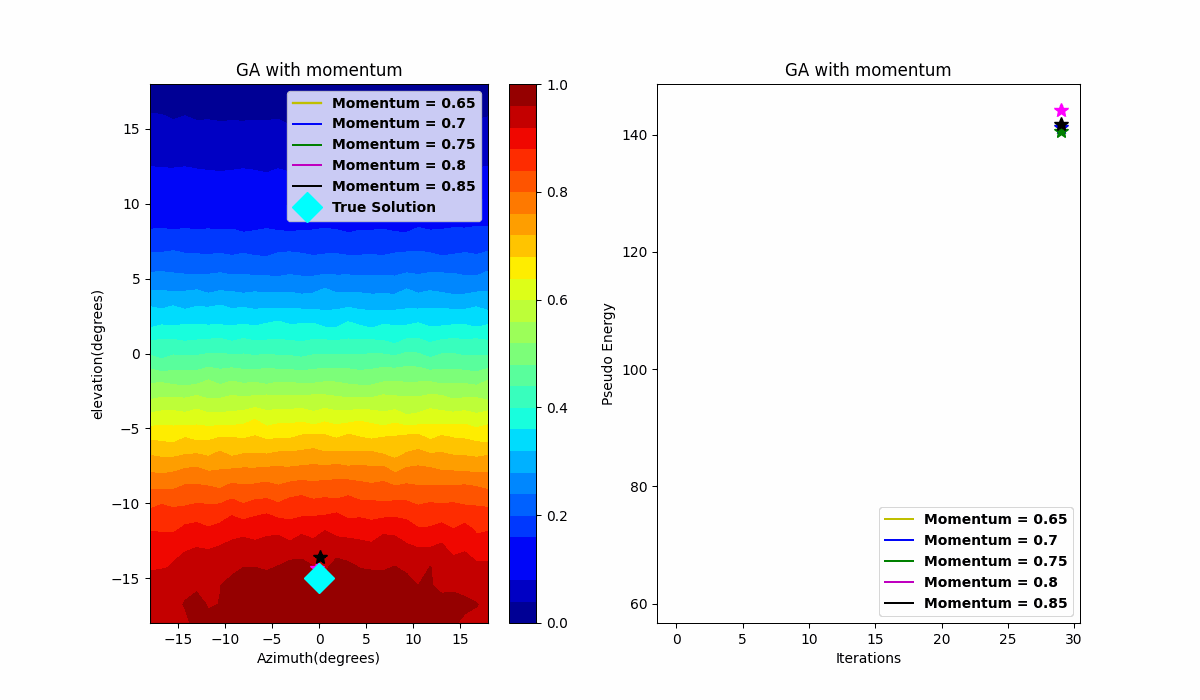 GA with momentum
Momentum = 0.65
Momentum = 0.7
Momentum = 0.75
Momentum = 0.8
Momentum = 0.85
True Solution
15
10
5
0
−5
−10
−15
elevation(degrees)
−15 −10 −5 0 5 10 15
Azimuth(degrees)
1.0
0.8
0.6
0.4
0.2
0.0
GA with momentum
140
120
100
80
60
Pseudo Energy
Momentum = 0.65
Momentum = 0.7
Momentum = 0.75
Momentum = 0.8
Momentum = 0.85
0 5 10 15 20 25 30
Iterations